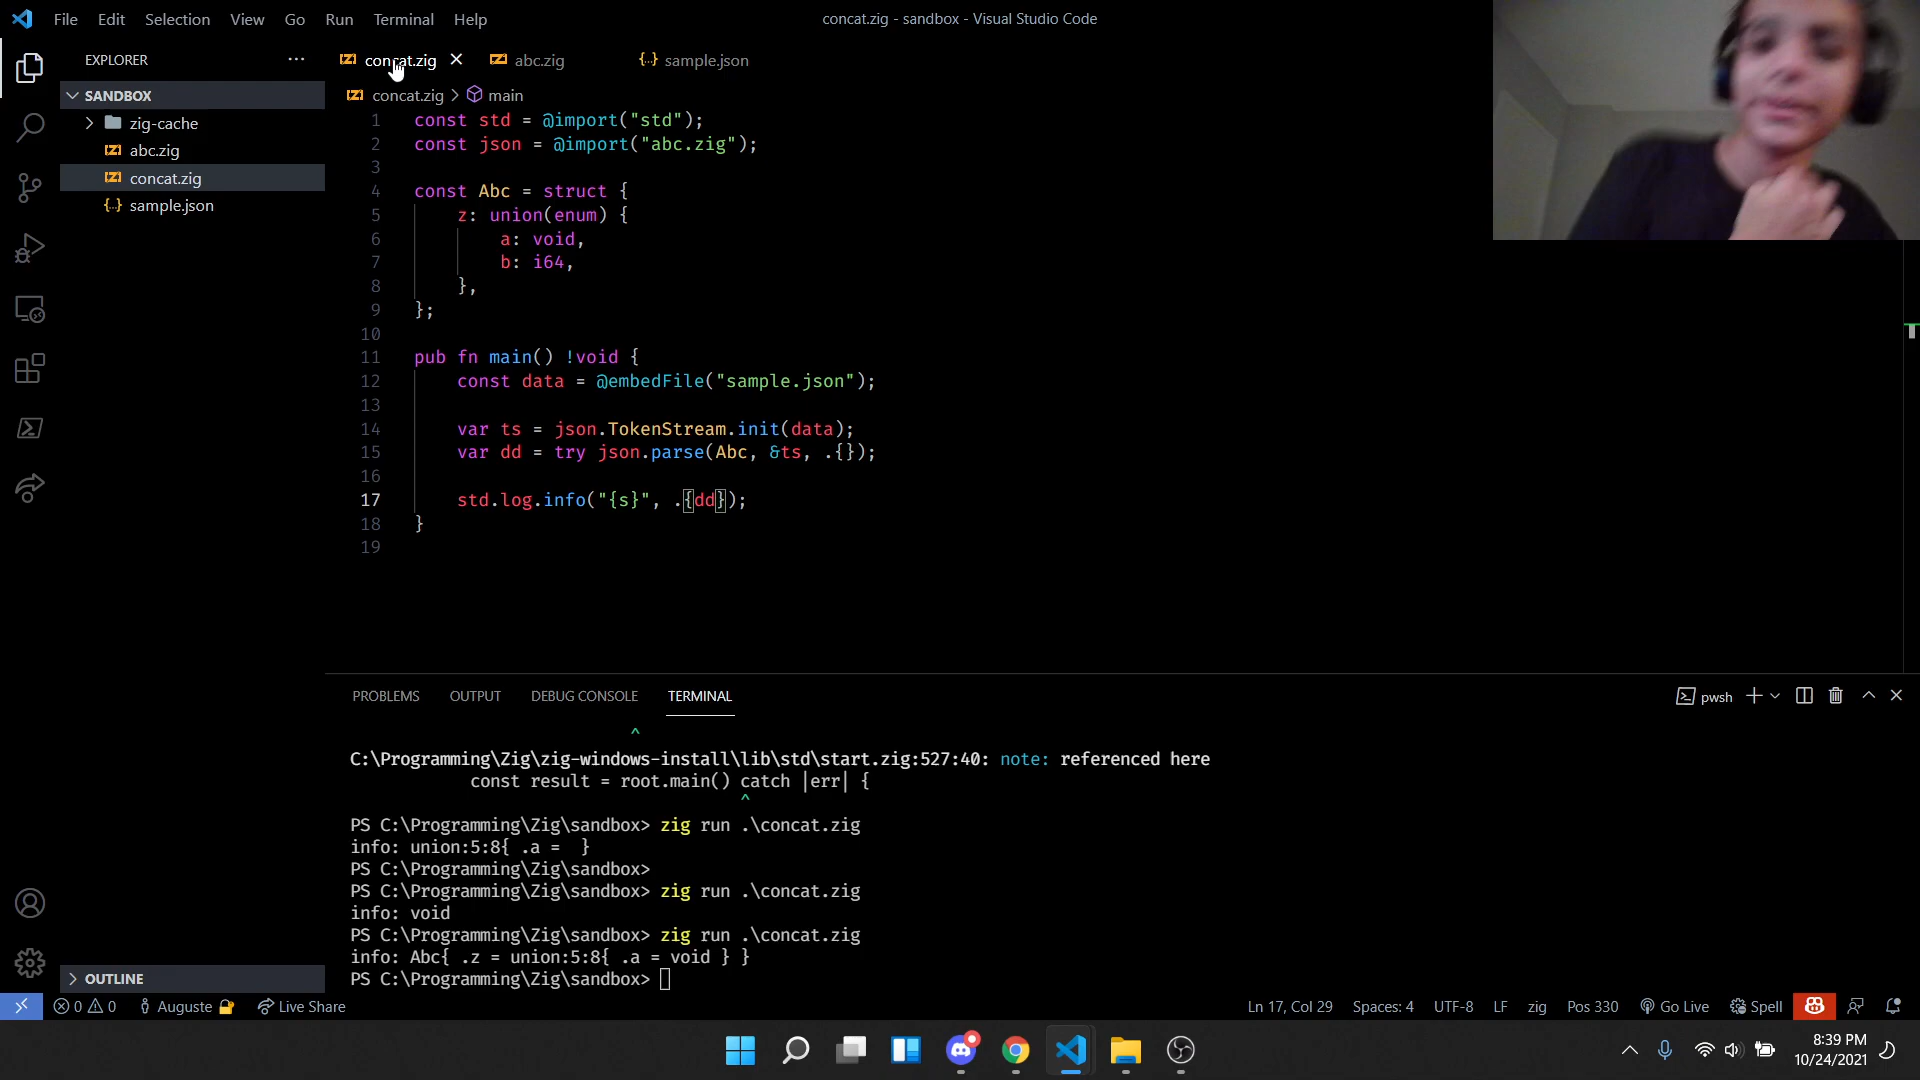 File Edit Selection View Go Run Terminal Help
concat.zig - sandbox - Visual Studio Code
EXPLORER
SANDBOX
zig-cache
abc.zig
concat.zig
sample.json
OUTLINE
concat.zig abc.zig sample.json
concat.zig > main
1 const std = @import("std");
2 const json = @import("abc.zig");
3
4 const Abc = struct {
5     z: union(enum) {
6         a: void,
7         b: i64,
8     },
9 };
10
11 pub fn main() !void {
12     const data = @embedFile("sample.json");
13
14     var ts = json.TokenStream.init(data);
15     var dd = try json.parse(Abc, &ts, .{});
16
17     std.log.info("{s}", .{dd});
18 }
19
PROBLEMS OUTPUT DEBUG CONSOLE TERMINAL
pwsh
^
C:\Programming\Zig\zig-windows-install\lib\std\start.zig:527:40: note: referenced here
const result = root.main() catch |err| {
^
PS C:\Programming\Zig\sandbox> zig run .\concat.zig
info: union:5:8{ .a =  }
PS C:\Programming\Zig\sandbox>
PS C:\Programming\Zig\sandbox> zig run .\concat.zig
info: void
PS C:\Programming\Zig\sandbox> zig run .\concat.zig
info: Abc{ .z = union:5:8{ .a = void } }
PS C:\Programming\Zig\sandbox>
0 0 Auguste Live Share
Ln 17, Col 29 Spaces: 4 UTF-8 LF zig Pos 330 Go Live Spell
8:39 PM
10/24/2021